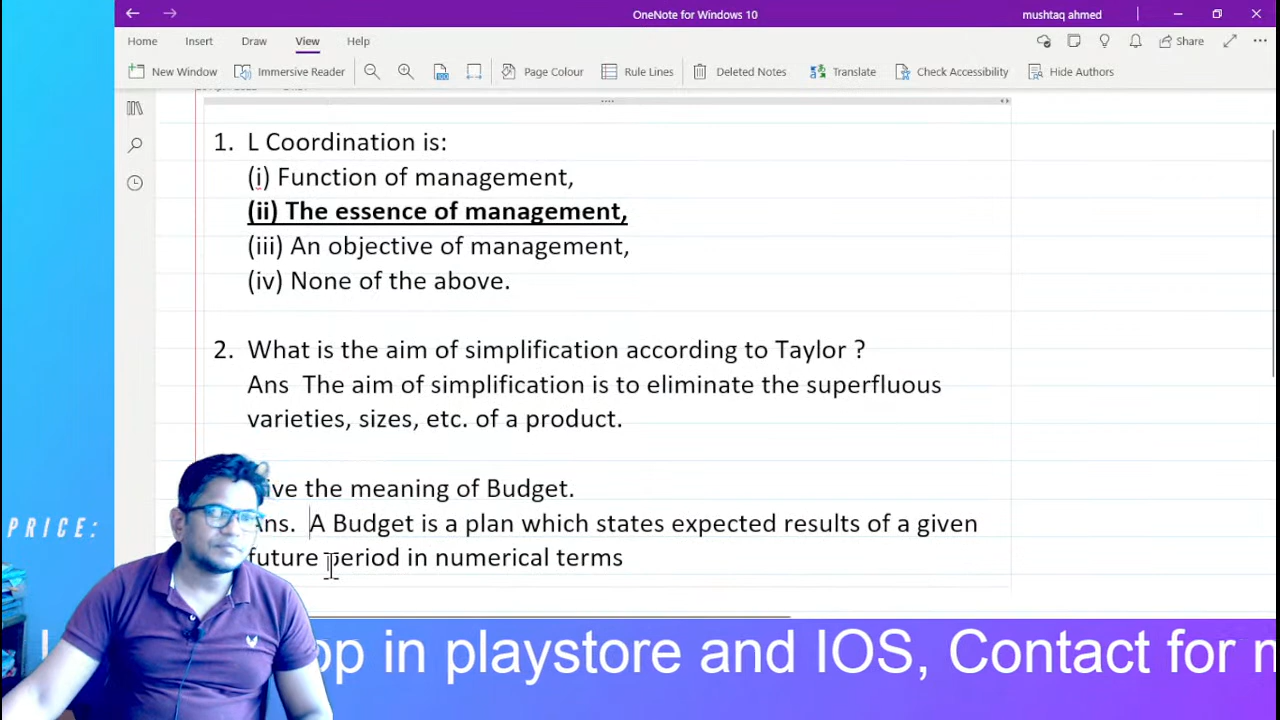 OneNote for Windows 10
mushtaq ahmed
Home Insert Draw View Help
Share
New Window Immersive Reader Page Colour Rule Lines Deleted Notes Translate Check Accessibility Hide Authors
1. L Coordination is:
(i) Function of management,
(ii) The essence of management,
(iii) An objective of management,
(iv) None of the above.
2. What is the aim of simplification according to Taylor ?
Ans The aim of simplification is to eliminate the superfluous
varieties, sizes, etc. of a product.
ive the meaning of Budget.
Ans. A Budget is a plan which states expected results of a given
future period in numerical terms
PRICE:
pp in playstore and IOS, Contact for